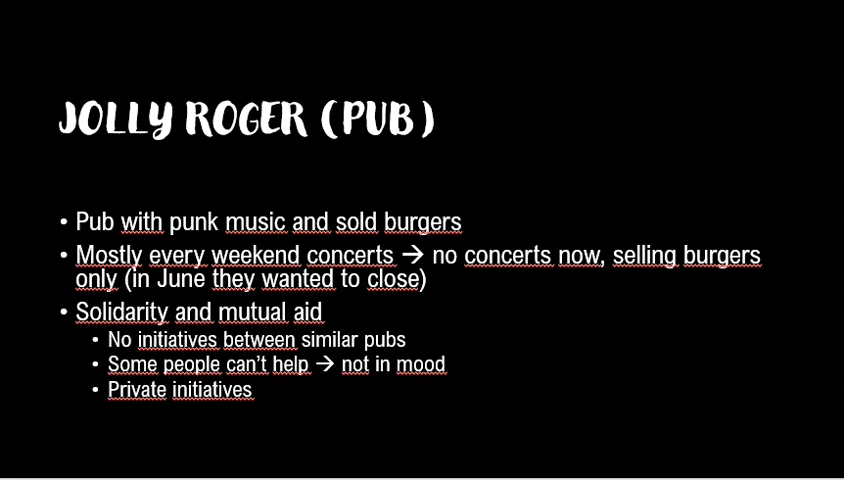 JOLLY ROGER (PUB)
• Pub with punk music and sold burgers
• Mostly every weekend concerts → no concerts now, selling burgers
only (in June they wanted to close)
• Solidarity and mutual aid
• No initiatives between similar pubs
• Some people can't help → not in mood
• Private initiatives